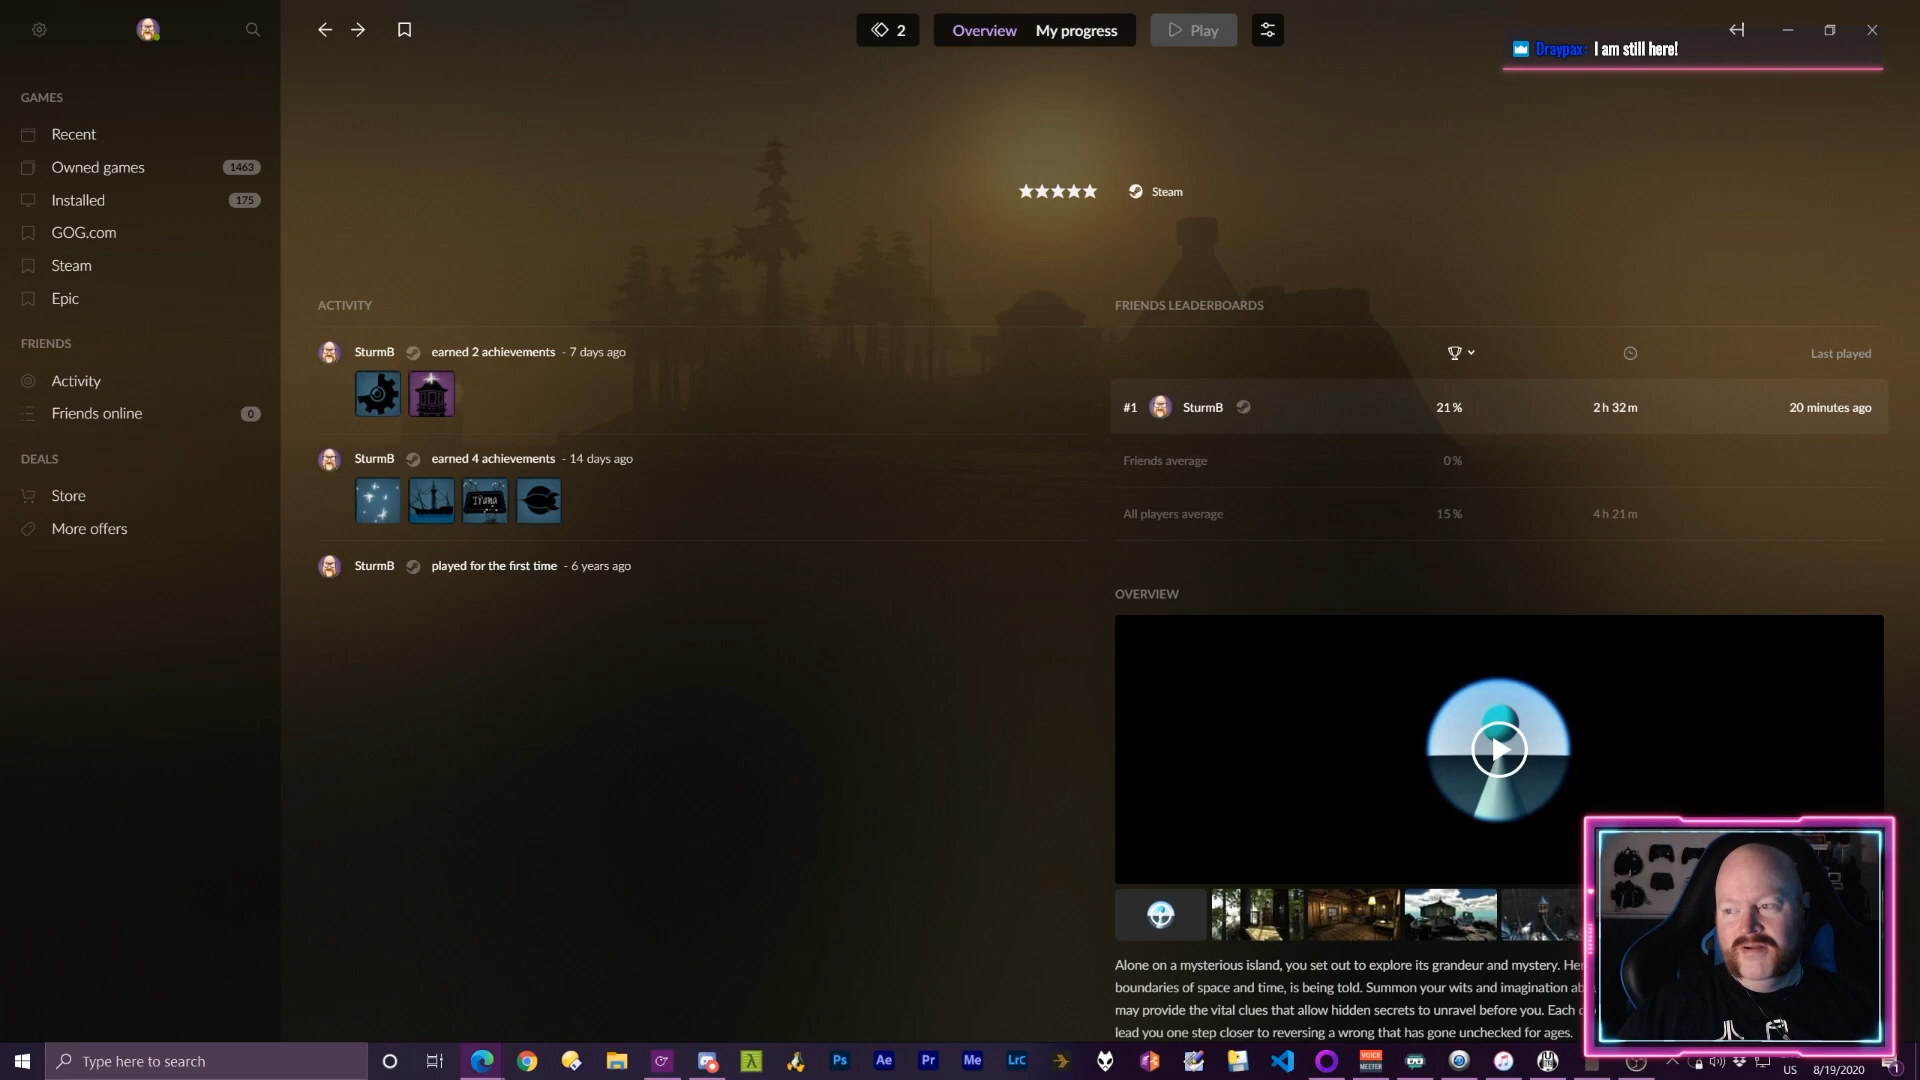 2
Overview
My progress
Play
Draypax: I am still here!
GAMES
Recent
Owned games 1463
Installed 175
GOG.com
Steam
Epic
FRIENDS
Activity
Friends online 0
DEALS
Store
More offers
Steam
ACTIVITY
SturmB earned 2 achievements - 7 days ago
SturmB earned 4 achievements - 14 days ago
SturmB played for the first time - 6 years ago
FRIENDS LEADERBOARDS
Last played
#1 SturmB 21% 2 h 32 m 20 minutes ago
Friends average 0%
All players average 15% 4 h 21 m
OVERVIEW
Alone on a mysterious island, you set out to explore its grandeur and mystery.
boundaries of space and time, is being told. Summon your wits and imagination
may provide the vital clues that allow hidden secrets to unravel before you. Each
lead you one step closer to reversing a wrong that has gone unchecked for ages.
Type here to search
Ps
Ae
Pr
Me
LrC
VOICE
MEETER
US
8/19/2020
1